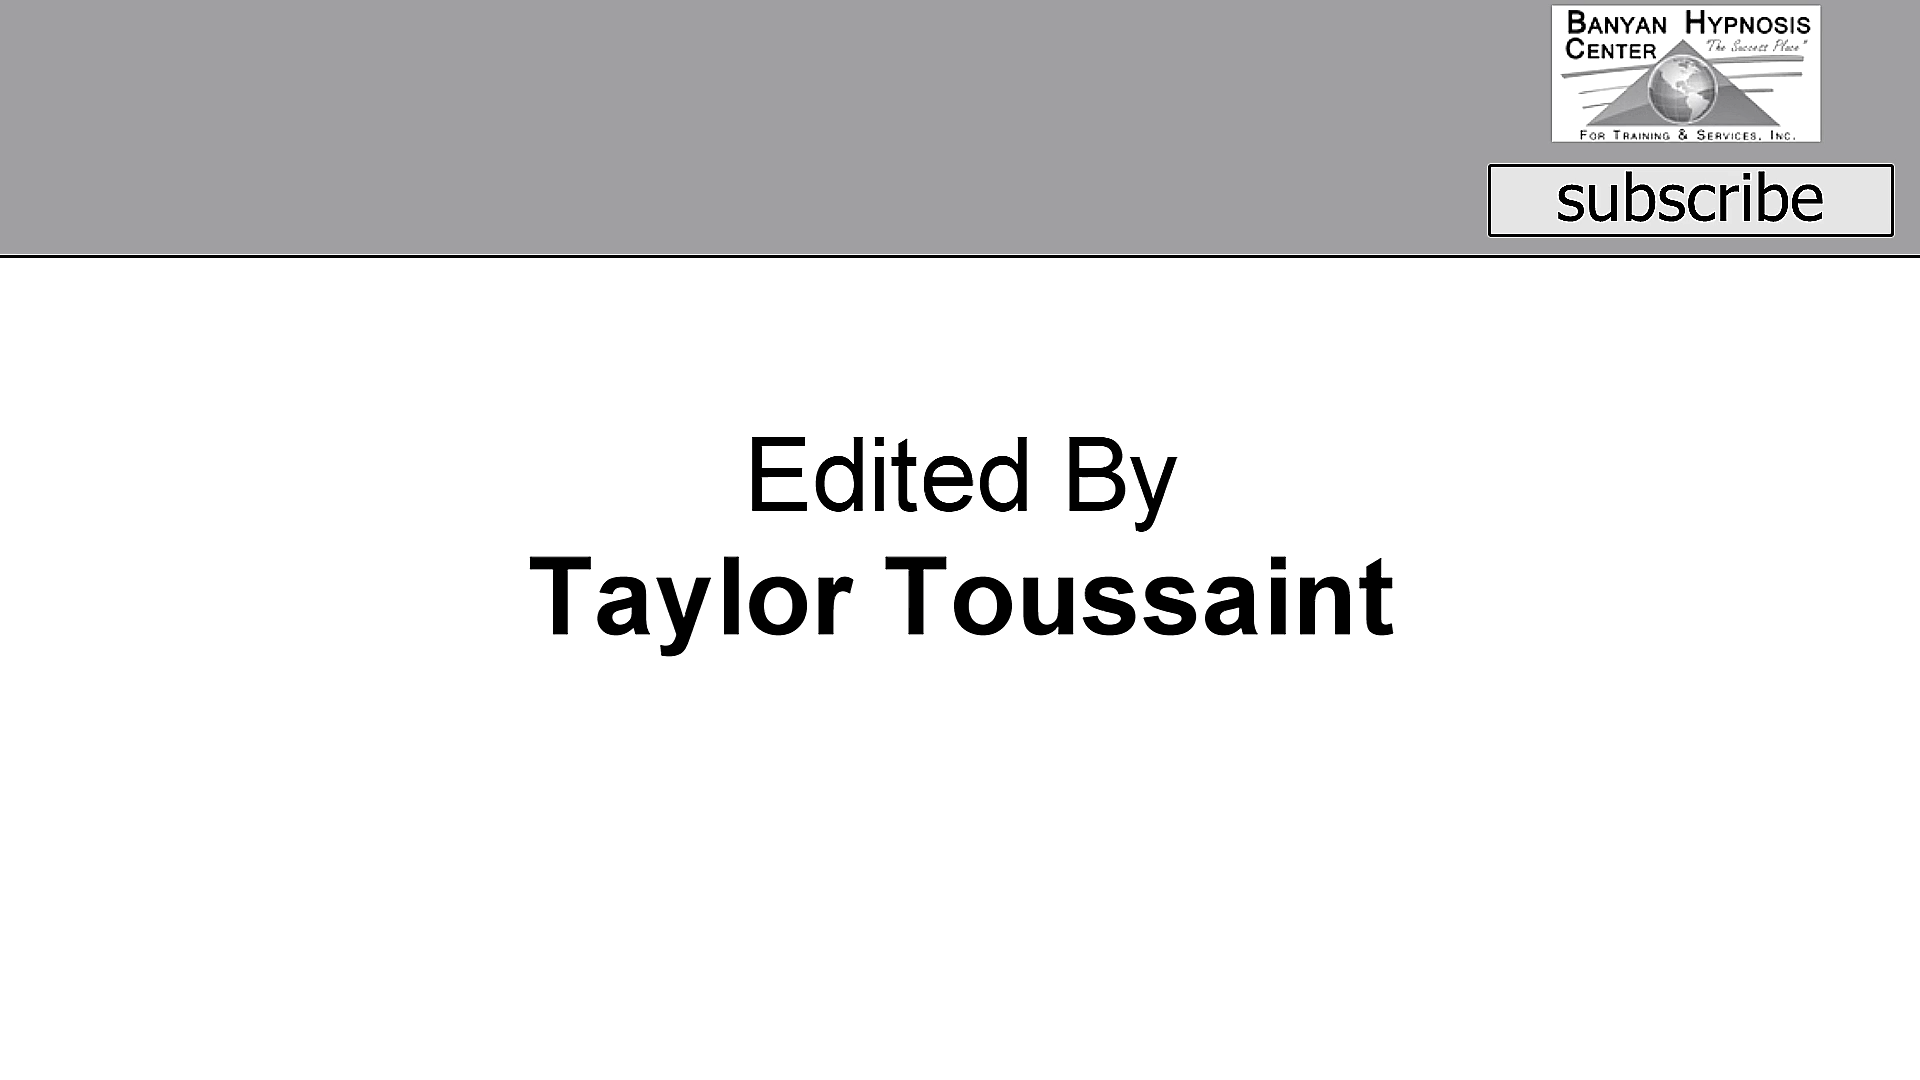 BANYAN HYPNOSIS
CENTER "The Success Place"
FOR TRAINING & SERVICES, INC.
subscribe
Edited By
Taylor Toussaint